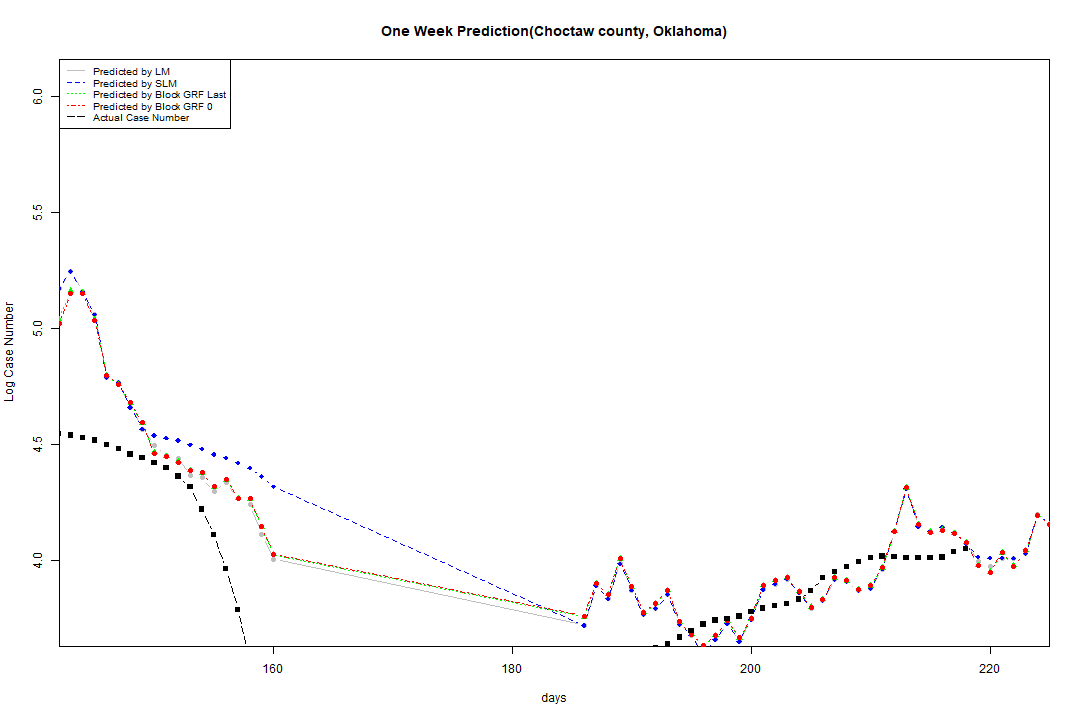 One Week Prediction(Choctaw county, Oklahoma)
Predicted by LM
Predicted by SLM
Predicted by Block GRF Last
Predicted by Block GRF 0
Actual Case Number
6.0
5.5
5.0
4.5
4.0
Log Case Number
160
180
200
220
days